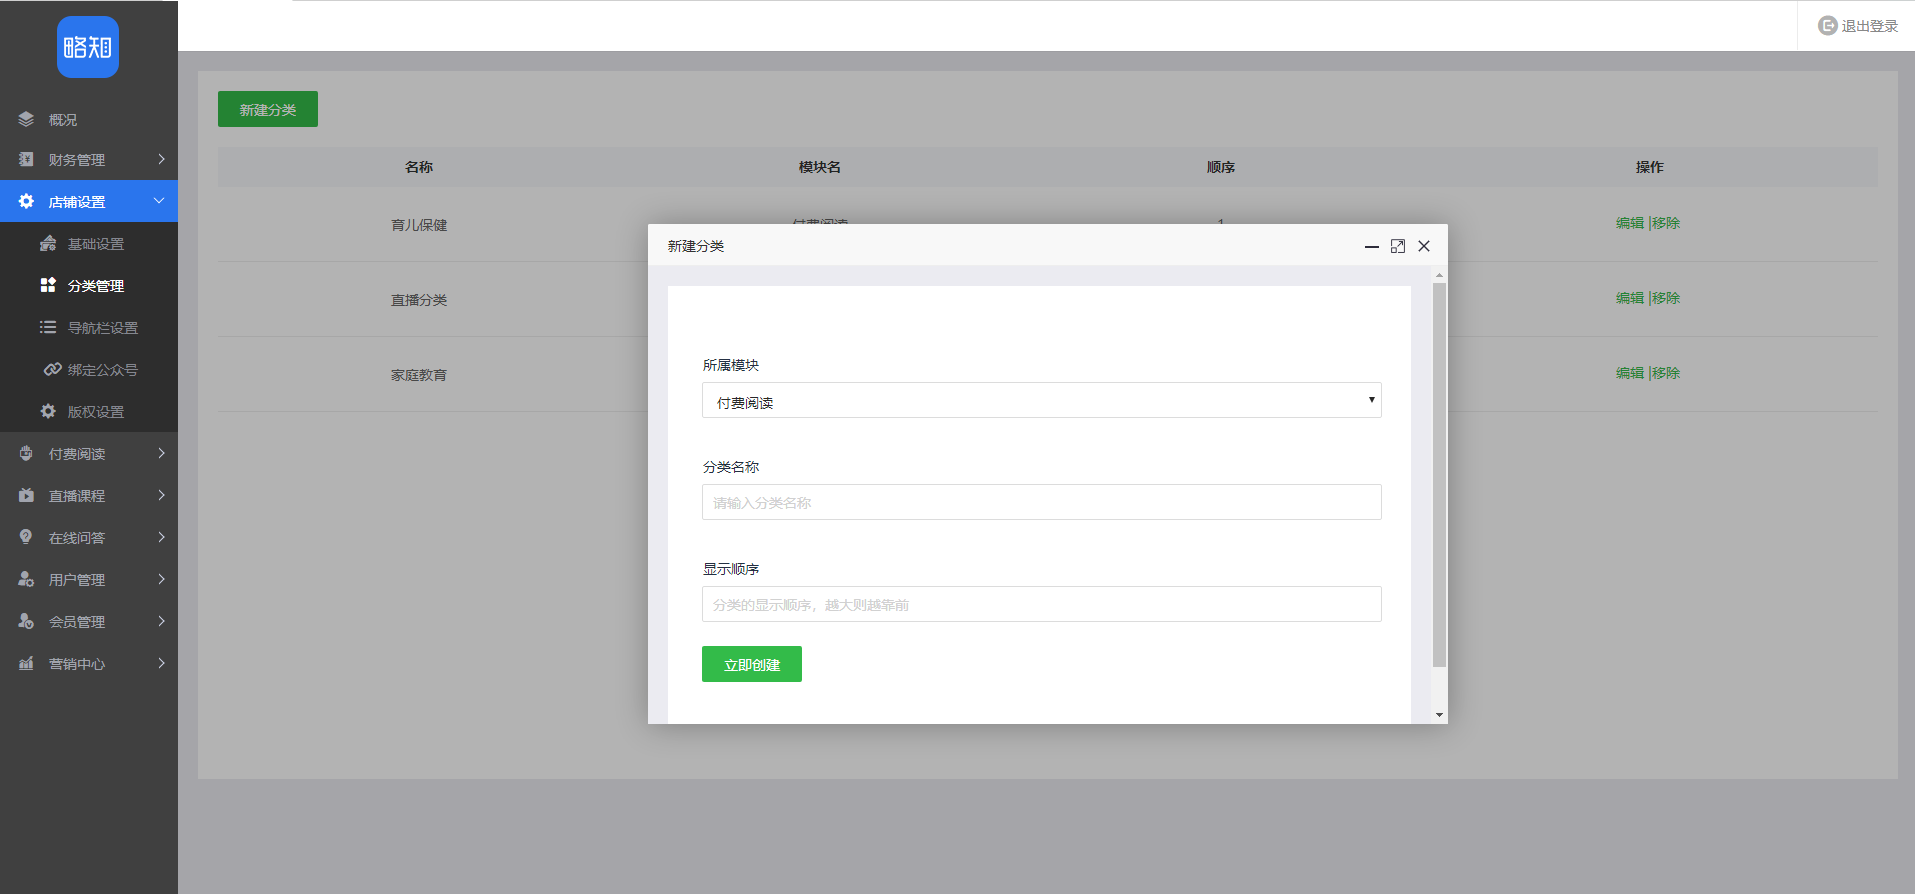 略知
退出登录
概况
财务管理
店铺设置
基础设置
分类管理
导航栏设置
绑定公众号
版权设置
付费阅读
直播课程
在线问答
用户管理
会员管理
营销中心
新建分类
名称 模块名 顺序 操作
育儿保健 付费阅读 1 编辑 |移除
直播分类 编辑 |移除
家庭教育 编辑 |移除
新建分类
所属模块
付费阅读
分类名称
请输入分类名称
显示顺序
分类的显示顺序，越大则越靠前
立即创建